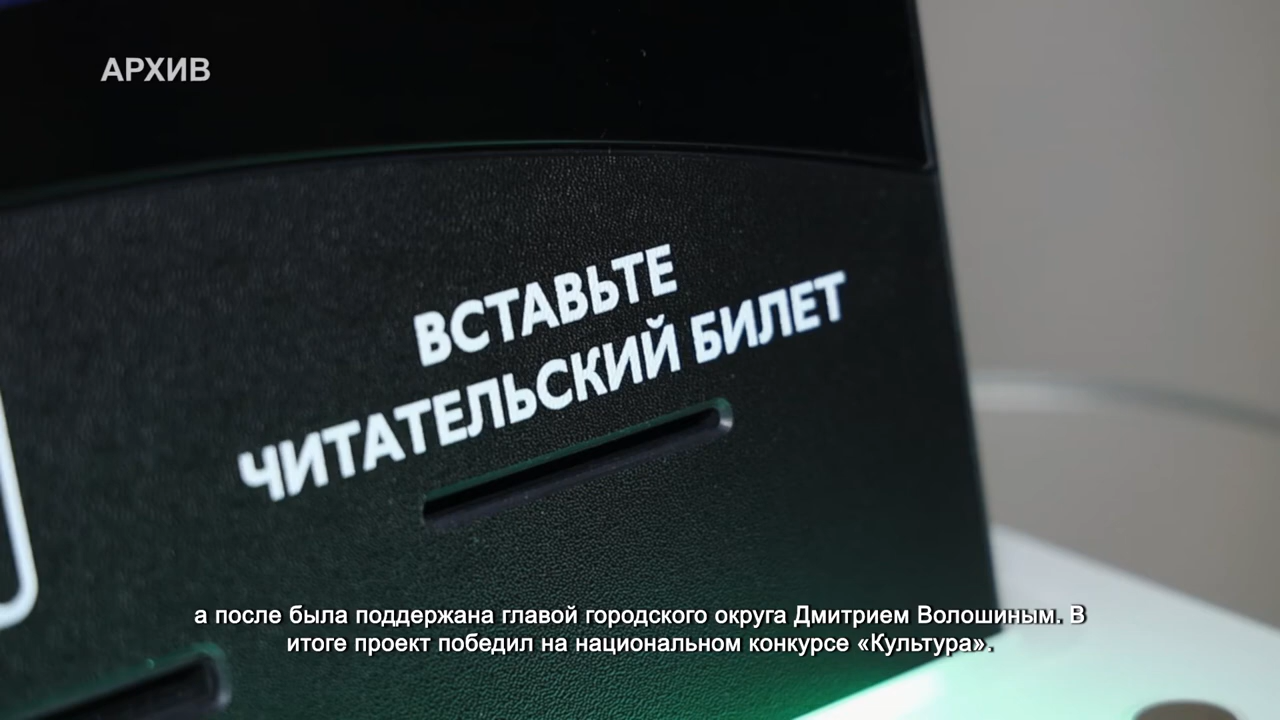 АРХИВ
ВСТАВЬТЕ
ЧИТАТЕЛЬСКИЙ БИЛЕТ
а после была поддержана главой городского округа Дмитрием Волошиным. В
итоге проект победил на национальном конкурсе «Культура».